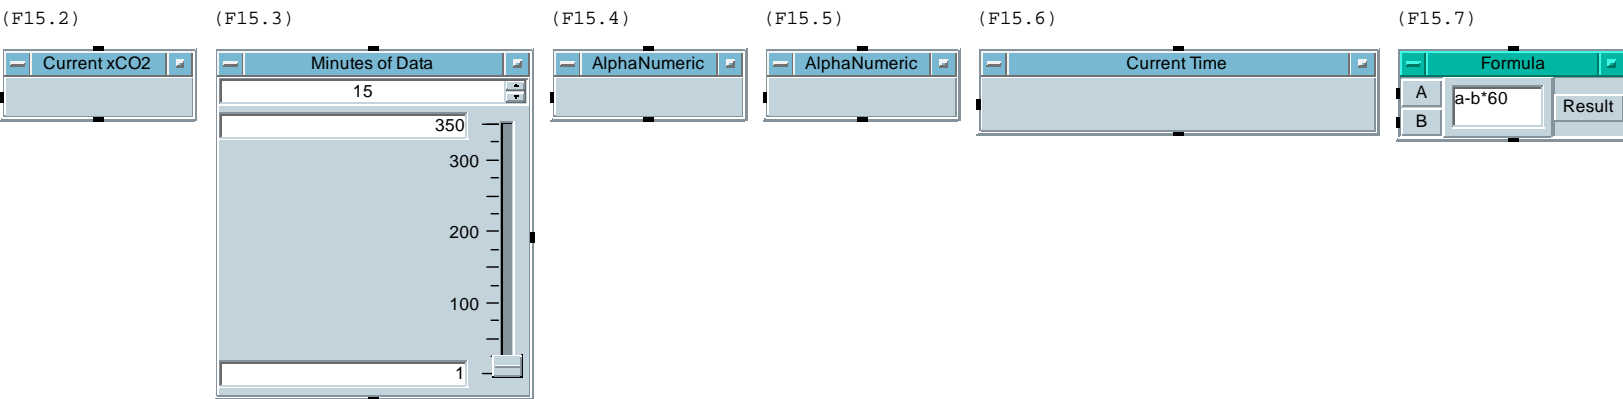 (F15.2) (F15.3) (F15.4) (F15.5) (F15.6) (F15.7)
Current xCO2 Minutes of Data AlphaNumeric AlphaNumeric Current Time Formula
15
A a-b*60 Result
B
350
300
200
100
1